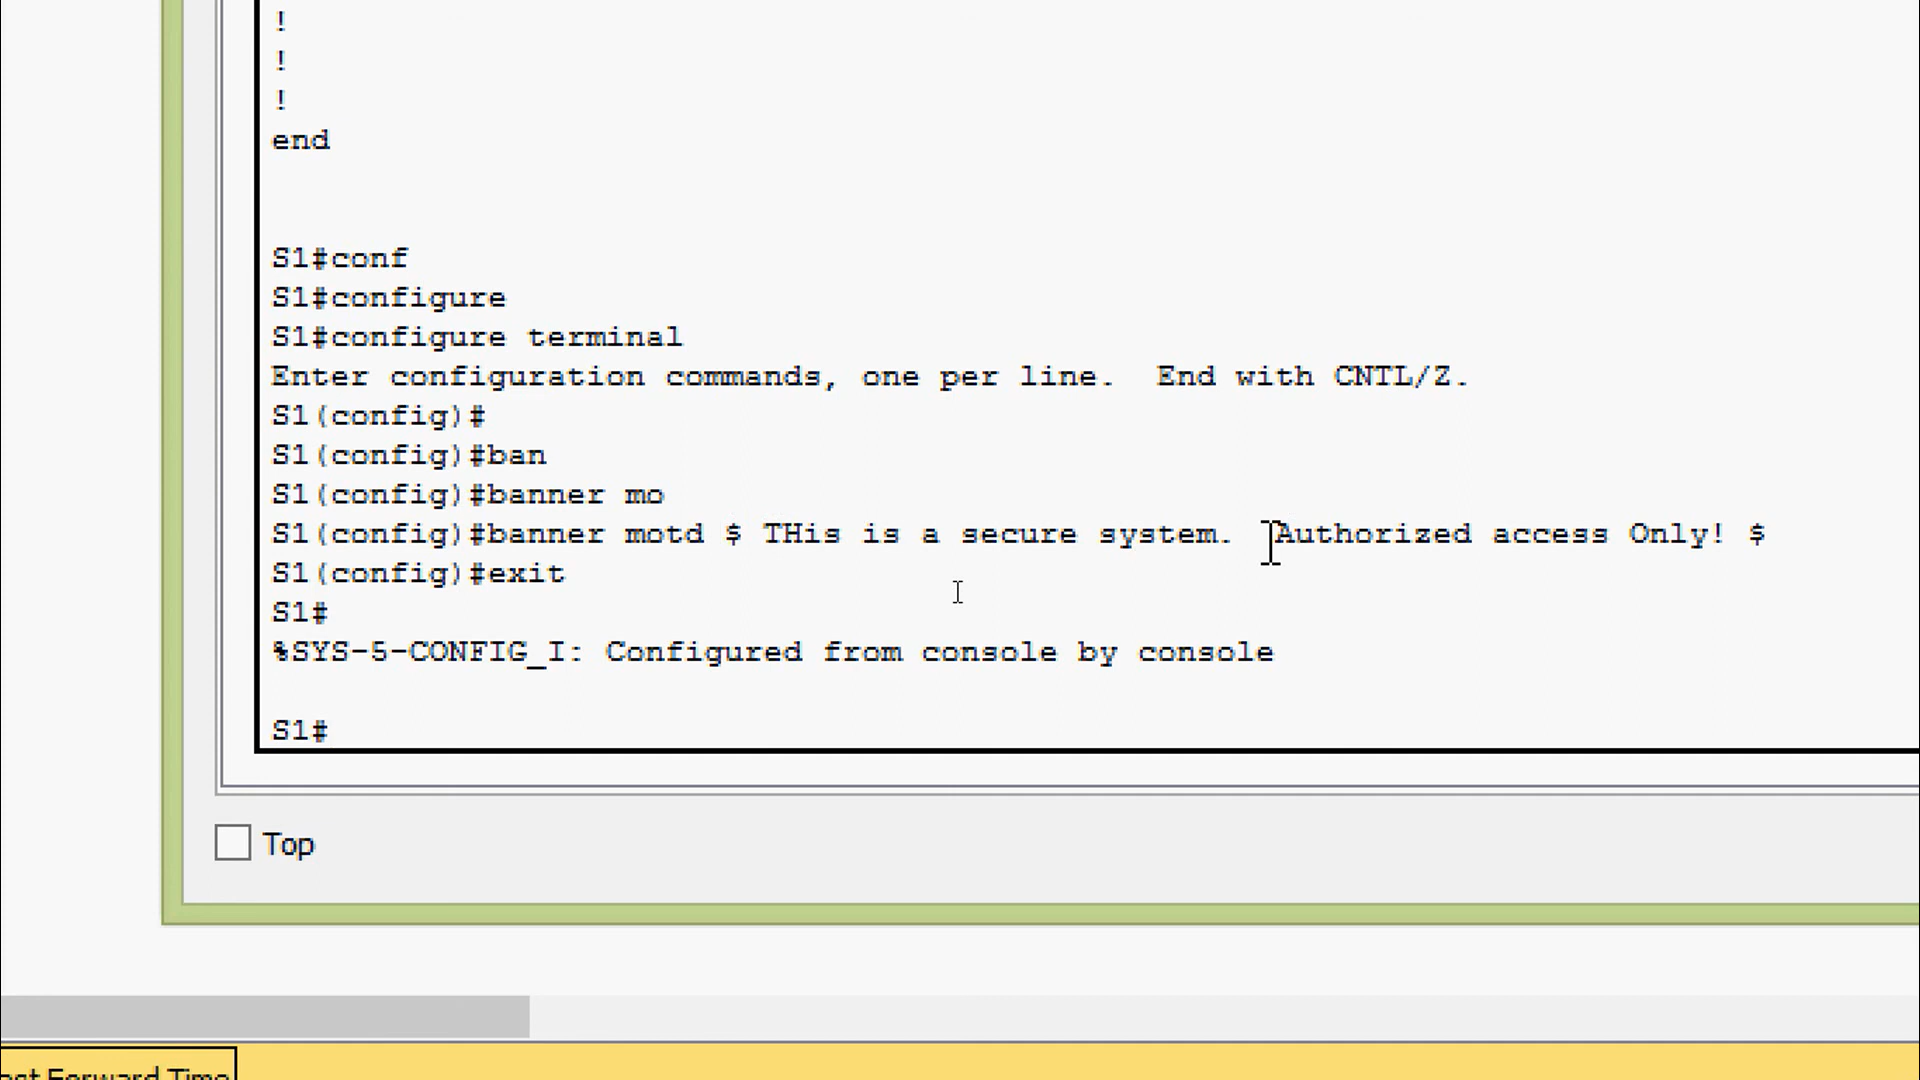 !
!
!
end
S1#conf
S1#configure
S1#configure terminal
Enter configuration commands, one per line.  End with CNTL/Z.
S1(config)#
S1(config)#ban
S1(config)#banner mo
S1(config)#banner motd $ THis is a secure system.  Authorized access Only! $
S1(config)#exit
S1#
%SYS-5-CONFIG_I: Configured from console by console
S1#
Top
Forward Time